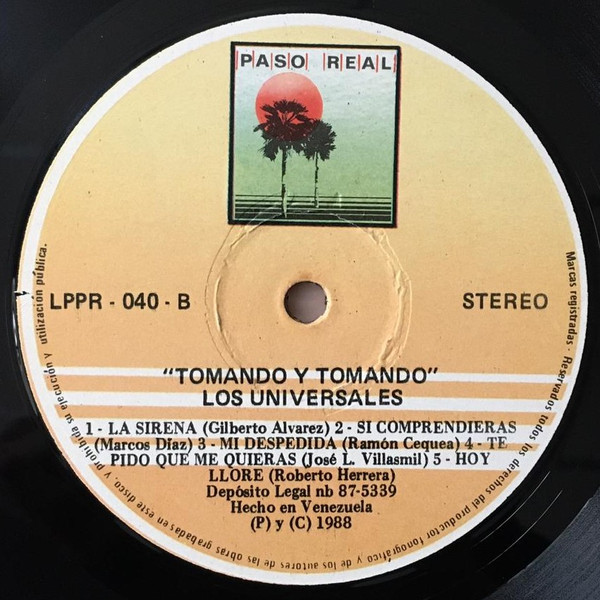 PASO REAL
LPPR - 040 - B
STEREO
"TOMANDO Y TOMANDO"
LOS UNIVERSALES
1 - LA SIRENA (Gilberto Alvarez) 2 - SI COMPRENDIERAS
(Marcos Diaz) 3 - MI DESPEDIDA (Ramón Cequea) 4 - TE
PIDO QUE ME QUIERAS (José L. Villasmil) 5 - HOY
LLORE (Roberto Herrera)
Depósito Legal nb 87-5339
Hecho en Venezuela
(P) y (C) 1988
Marcas registradas - Reservados todos los derechos del productor fonográfico y de los autores de las obras grabadas en este disco, y prohibida su ejecución y utilización pública.